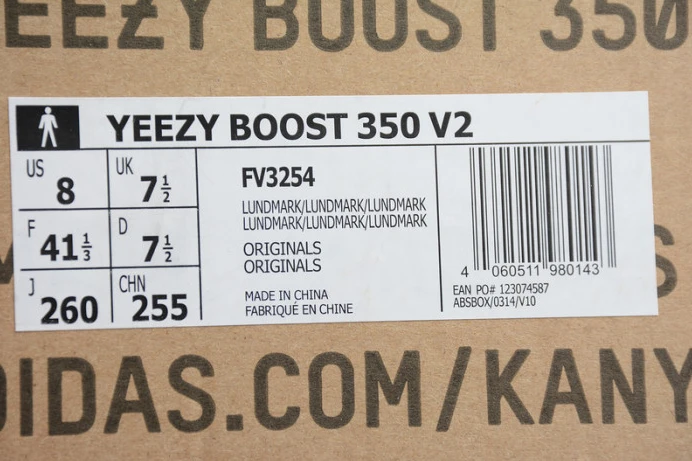 EEZY BOOST 350
YEEZY BOOST 350 V2
US 8
UK 7½
F 41⅓
D 7½
J 260
CHN 255
FV3254
LUNDMARK/LUNDMARK/LUNDMARK
LUNDMARK/LUNDMARK/LUNDMARK
ORIGINALS
ORIGINALS
MADE IN CHINA
FABRIQUÉ EN CHINE
4 060511 980143
EAN PO# 123074587
ABSBOX/0314/V10
S
DIDAS.COM/KANY